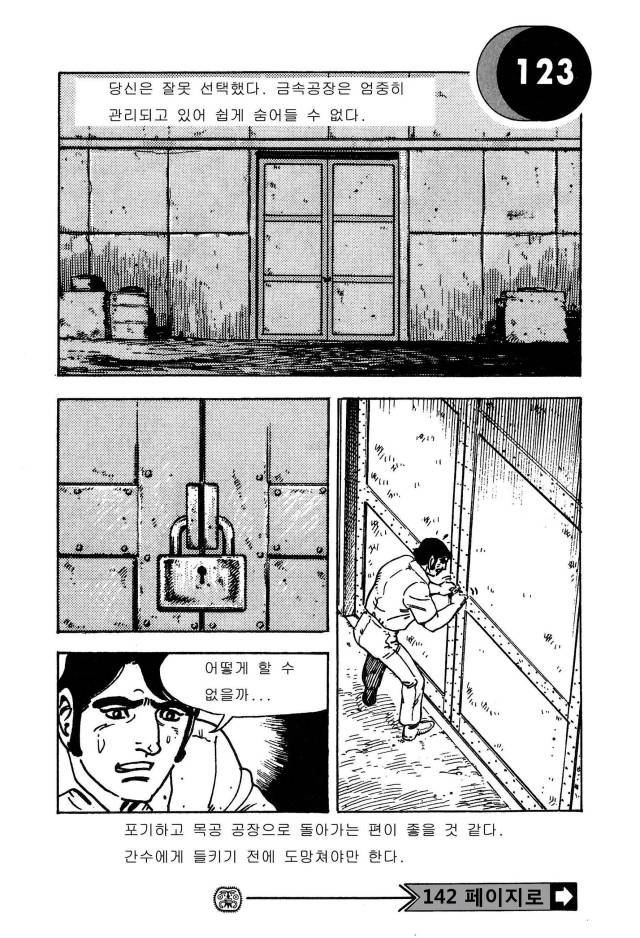 123
당신은 잘못 선택했다. 금속공장은 엄중히
관리되고 있어 쉽게 숨어들 수 없다.
어떻게 할 수
없을까...
포기하고 목공 공장으로 돌아가는 편이 좋을 것 같다.
간수에게 들키기 전에 도망쳐야만 한다.
142 페이지로